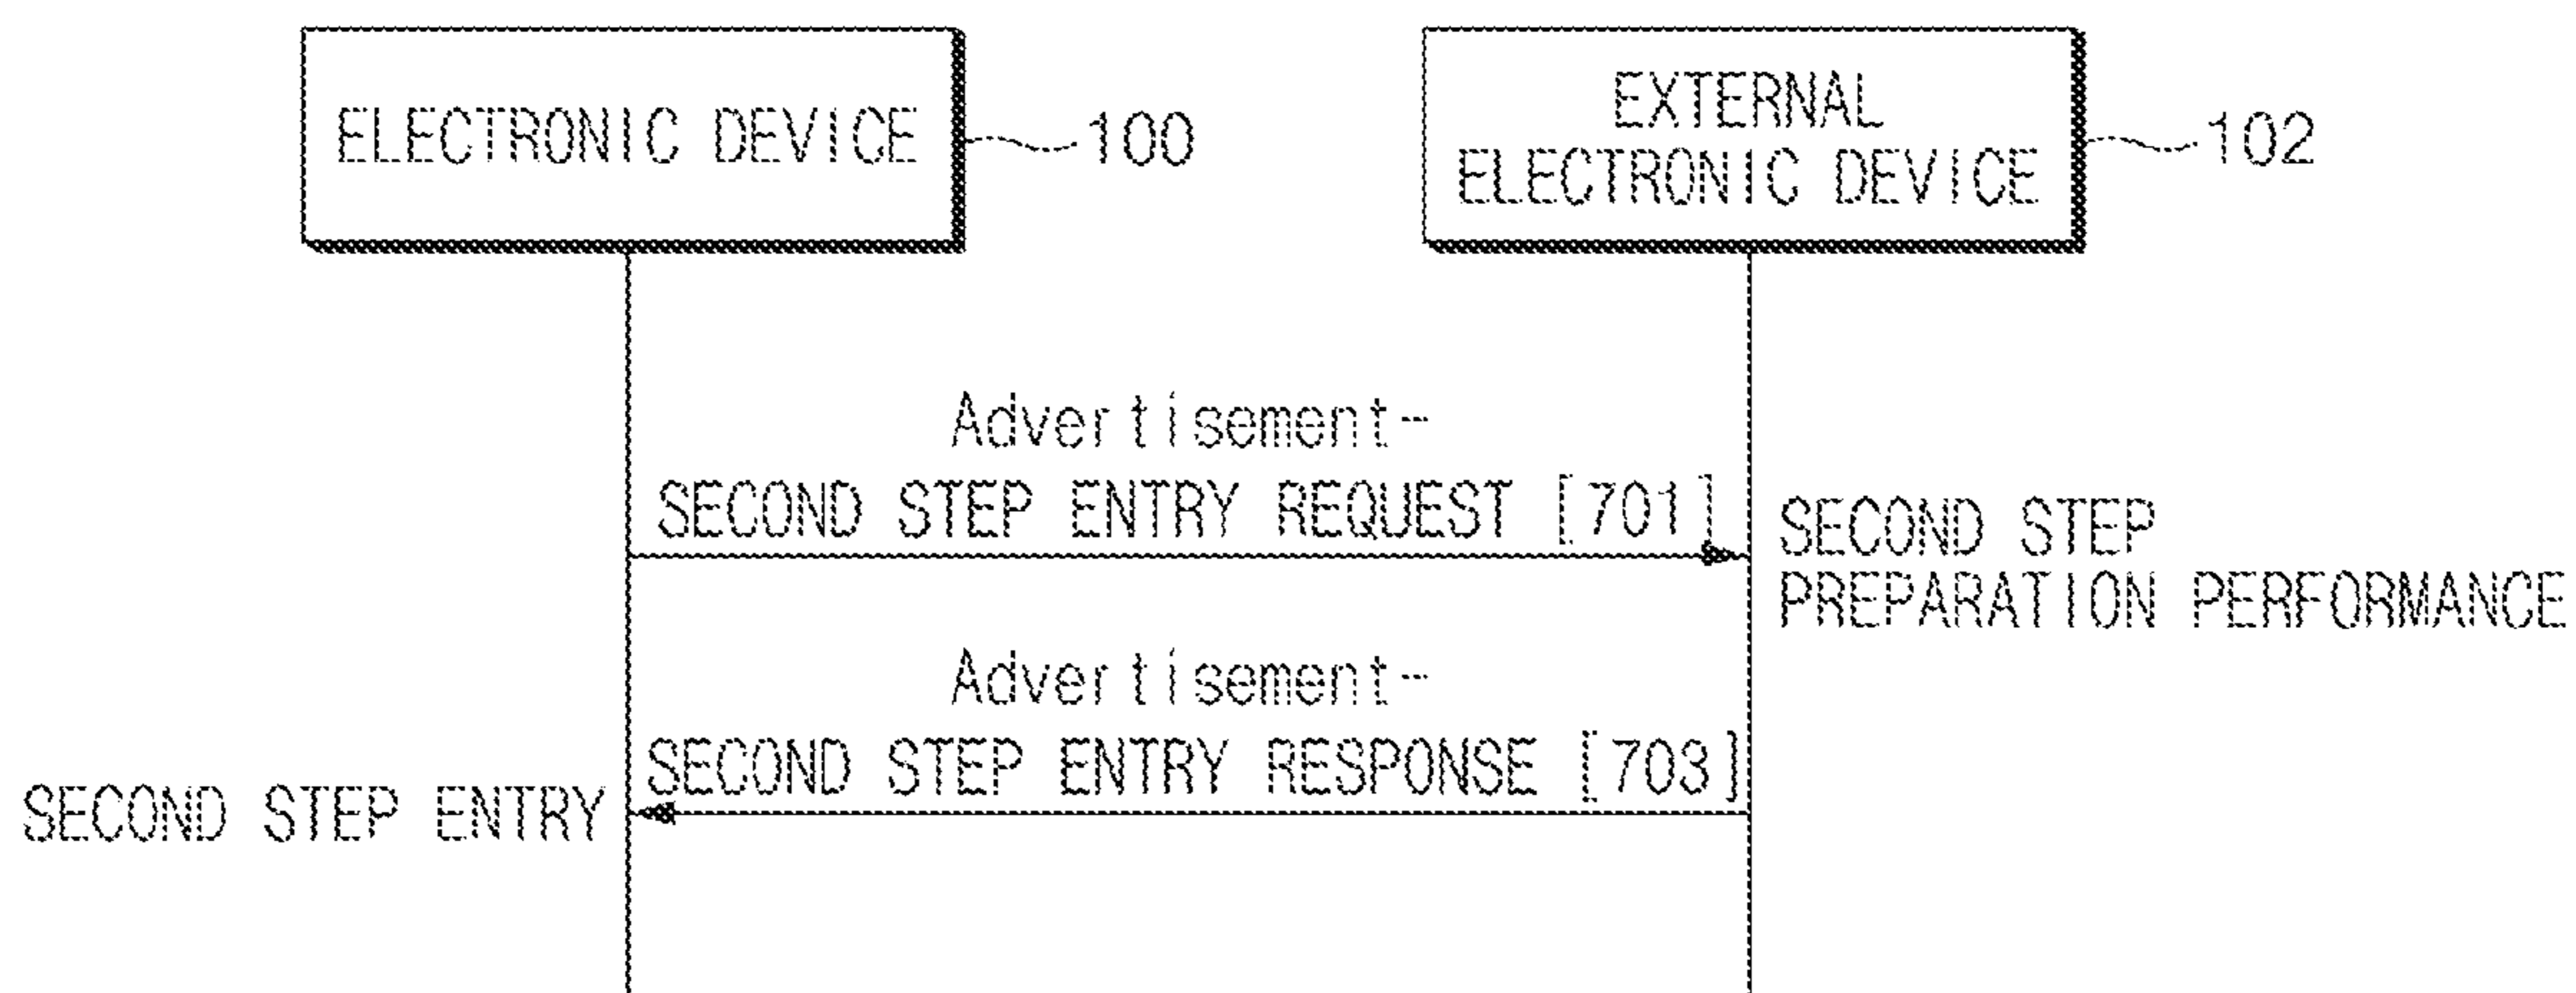 ELECTRONIC DEVICE
100
EXTERNAL
ELECTRONIC DEVICE
102
Advertisement-
SECOND STEP ENTRY REQUEST [701]
SECOND STEP
PREPARATION PERFORMANCE
Advertisement-
SECOND STEP ENTRY RESPONSE [703]
SECOND STEP ENTRY